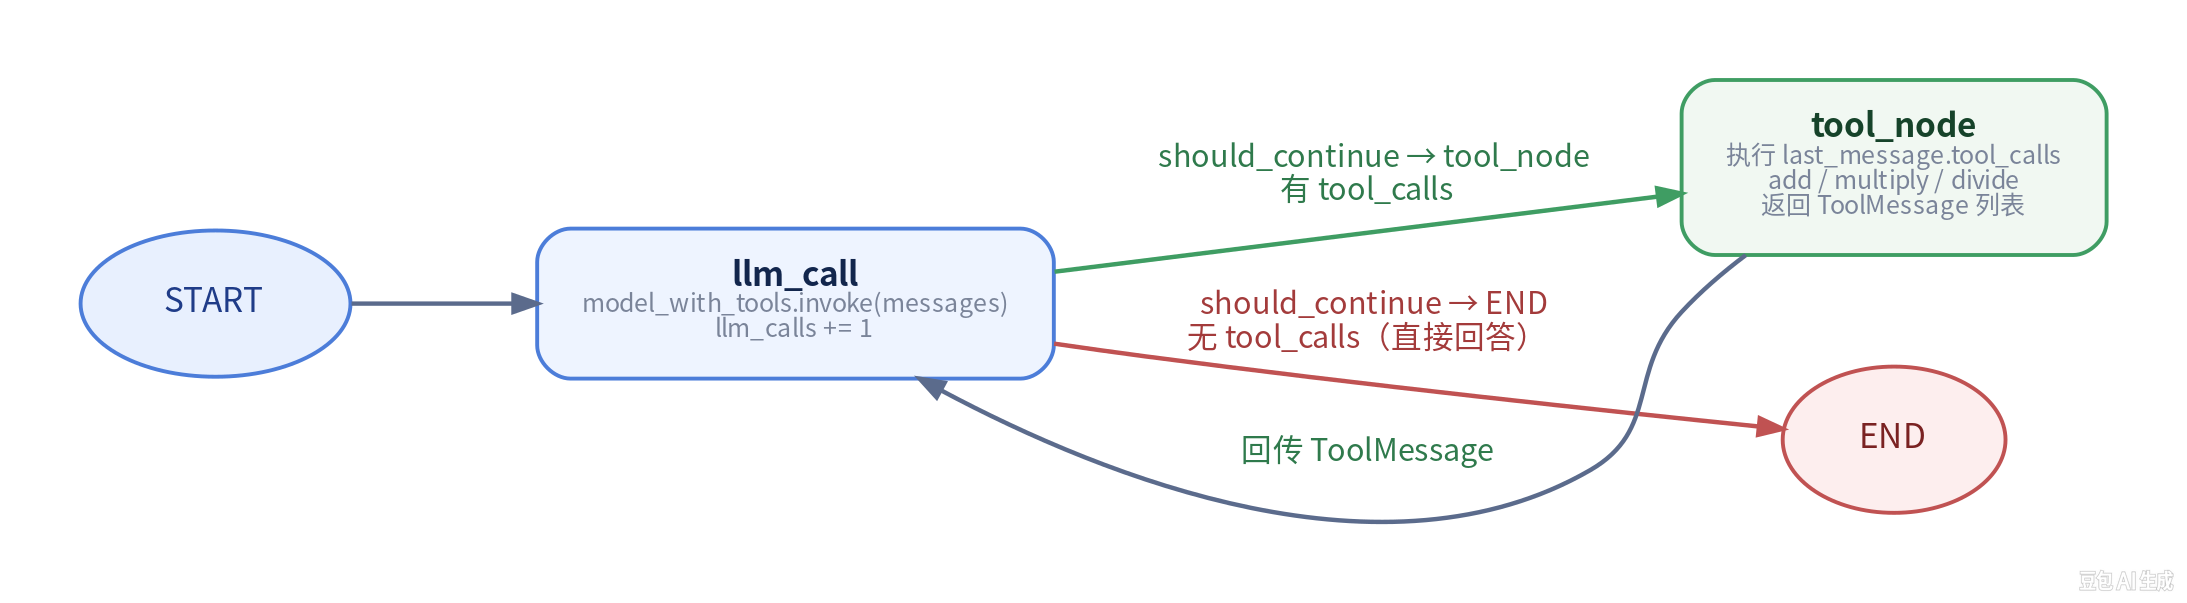 START
llm_call
model_with_tools.invoke(messages)
llm_calls += 1
should_continue → tool_node
有 tool_calls
should_continue → END
无 tool_calls（直接回答）
回传 ToolMessage
tool_node
执行 last_message.tool_calls
add / multiply / divide
返回 ToolMessage 列表
END
豆包AI生成